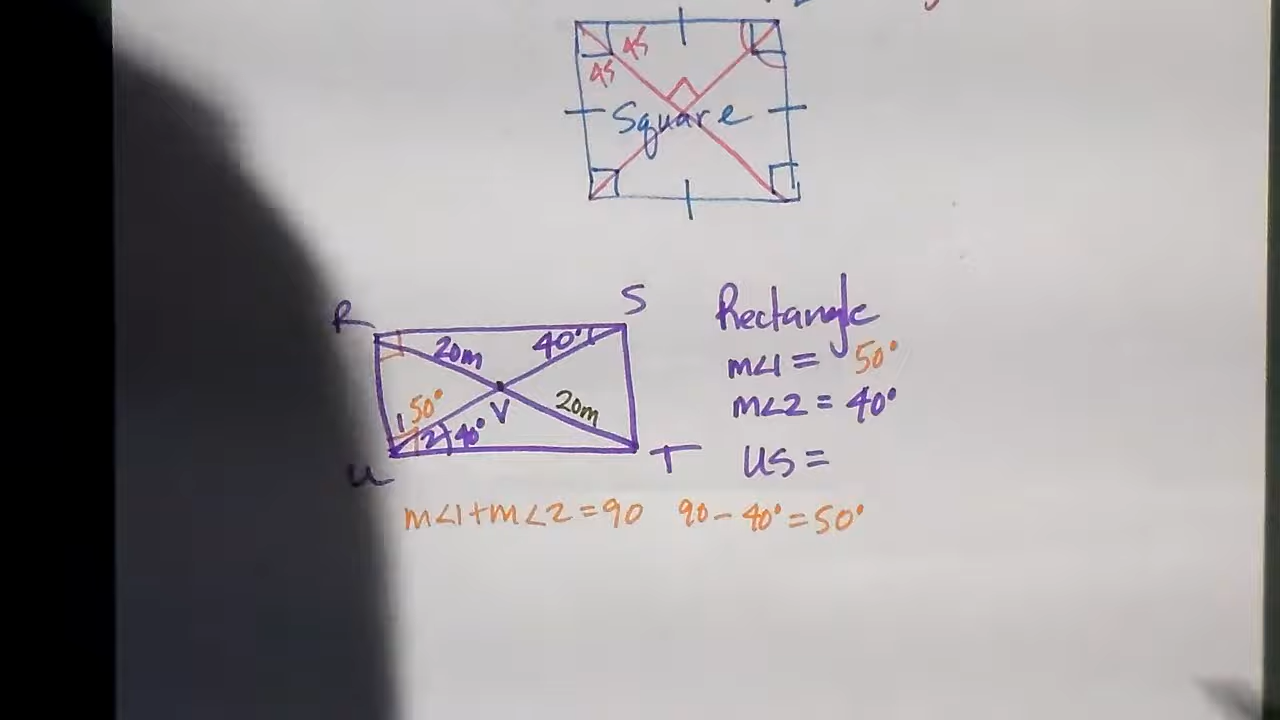 45
45
Square
R
S
Rectangle
20m
40°
m∠1 = 50°
50°
m∠2 = 40°
V
20m
1
2
40°
U
T
US =
m∠1+m∠2=90 90-40°=50°